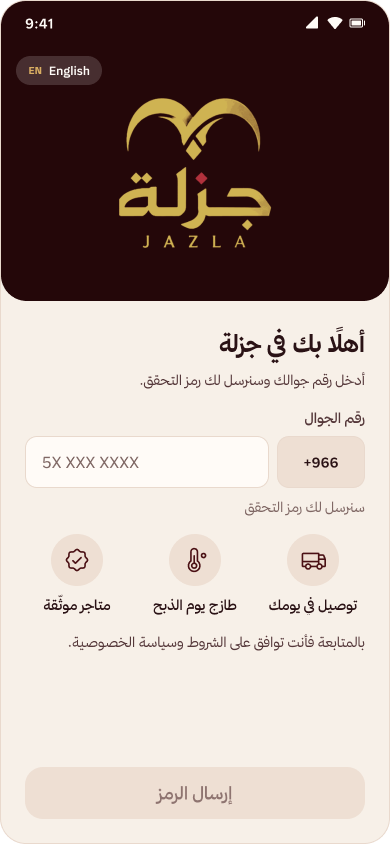 9:41
EN English
جزلة
JAZLA
أهلًا بك في جزلة
أدخل رقم جوالك وسنرسل لك رمز التحقق.
رقم الجوال
+966
5X XXX XXXX
سنرسل لك رمز التحقق
توصيل في يومك
طازج يوم الذبح
متاجر موثّقة
بالمتابعة فأنت توافق على الشروط وسياسة الخصوصية.
إرسال الرمز